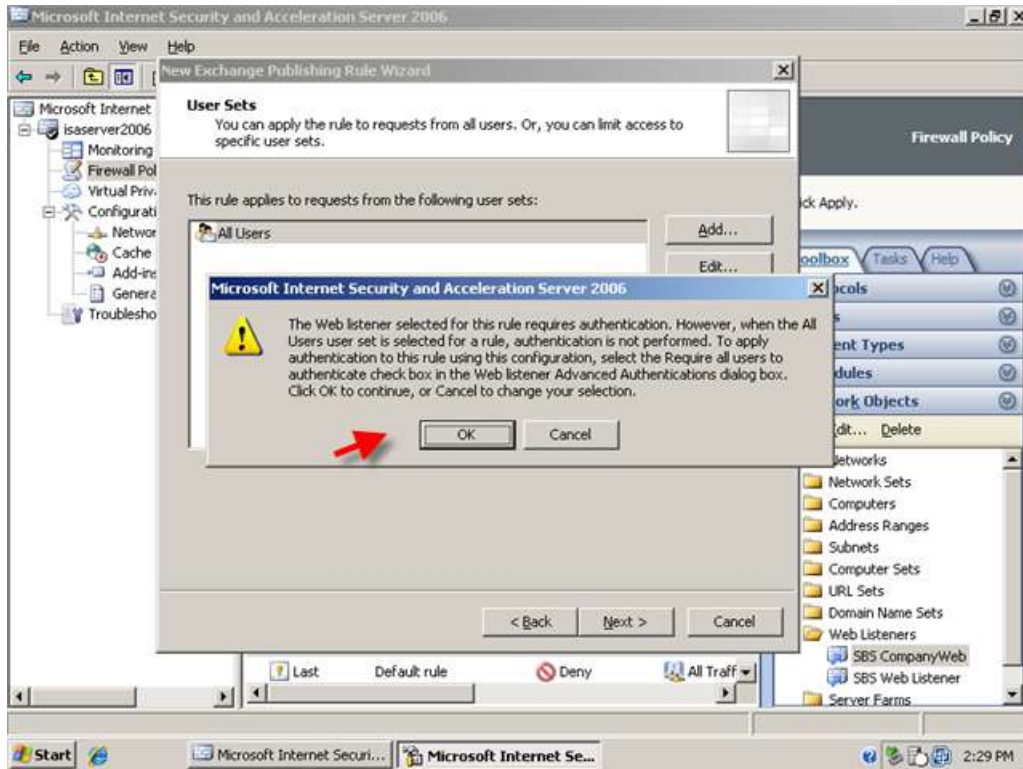 Microsoft Internet Security and Acceleration Server 2006
File Action View Help
New Exchange Publishing Rule Wizard
User Sets
You can apply the rule to requests from all users. Or, you can limit access to
specific user sets.
This rule applies to requests from the following user sets:
All Users
Add...
Edit...
Microsoft Internet
isaserver2006
Monitoring
Firewall Pol
Virtual Priv
Configurati
Networ
Cache
Add-ins
Genera
Troublesho
Microsoft Internet Security and Acceleration Server 2006
The Web listener selected for this rule requires authentication. However, when the All
Users user set is selected for a rule, authentication is not performed. To apply
authentication to this rule using this configuration, select the Require all users to
authenticate check box in the Web listener Advanced Authentications dialog box.
Click OK to continue, or Cancel to change your selection.
OK Cancel
< Back Next > Cancel
Last Default rule Deny All Traff
Firewall Policy
ick Apply.
oolbox Tasks Help
ocols
s
ent Types
dules
ork Objects
dit... Delete
Networks
Network Sets
Computers
Address Ranges
Subnets
Computer Sets
URL Sets
Domain Name Sets
Web Listeners
SBS CompanyWeb
SBS Web Listener
Server Farms
Start Microsoft Internet Securi... Microsoft Internet Se... 2:29 PM